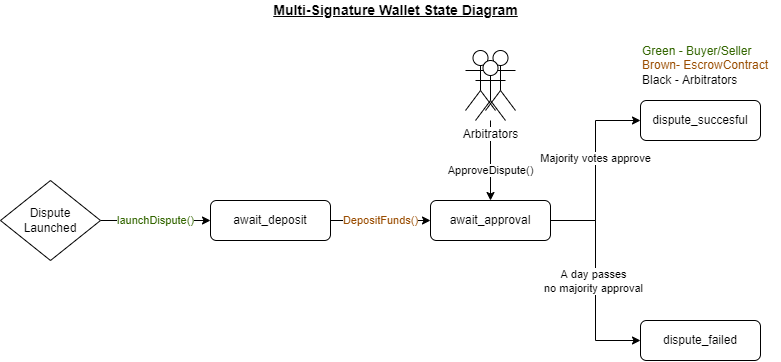 Multi-Signature Wallet State Diagram
Green - Buyer/Seller
Brown- EscrowContract
Black - Arbitrators
Arbitrators
dispute_succesful
Majority votes approve
ApproveDispute()
Dispute
Launched
launchDispute()
await_deposit
DepositFunds()
await_approval
A day passes
no majority approval
dispute_failed